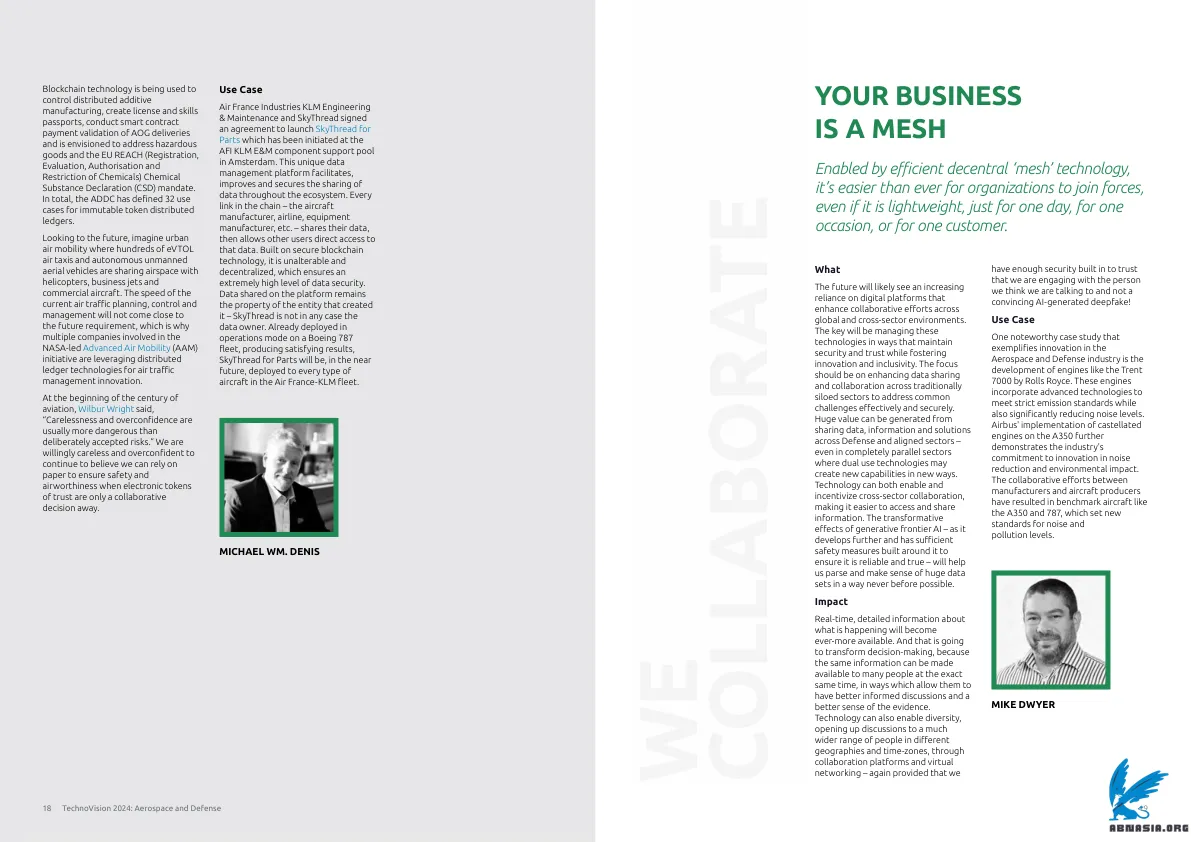 Blockchain technology is being used to
control distributed additive
manufacturing, create license and skills
passports, conduct smart contract
payment validation of AOG deliveries
and is envisioned to address hazardous
goods and the EU REACH (Registration,
Evaluation, Authorisation and
Restriction of Chemicals) Chemical
Substance Declaration (CSD) mandate.
In total, the ADDC has defined 32 use
cases for immutable token distributed
ledgers.
Looking to the future, imagine urban
air mobility where hundreds of eVTOL
air taxis and autonomous unmanned
aerial vehicles are sharing airspace with
helicopters, business jets and
commercial aircraft. The speed of the
current air traffic planning, control and
management will not come close to
the future requirement, which is why
multiple companies involved in the
NASA-led Advanced Air Mobility (AAM)
initiative are leveraging distributed
ledger technologies for air traffic
management innovation.
At the beginning of the century of
aviation, Wilbur Wright said,
“Carelessness and overconfidence are
usually more dangerous than
deliberately accepted risks.” We are
willingly careless and overconfident to
continue to believe we can rely on
paper to ensure safety and
airworthiness when electronic tokens
of trust are only a collaborative
decision away.
Use Case
Air France Industries KLM Engineering
& Maintenance and SkyThread signed
an agreement to launch SkyThread for
Parts which has been initiated at the
AFI KLM E&M component support pool
in Amsterdam. This unique data
management platform facilitates,
improves and secures the sharing of
data throughout the ecosystem. Every
link in the chain – the aircraft
manufacturer, airline, equipment
manufacturer, etc. – shares their data,
then allows other users direct access to
that data. Built on secure blockchain
technology, it is unalterable and
decentralized, which ensures an
extremely high level of data security.
Data shared on the platform remains
the property of the entity that created
it – SkyThread is not in any case the
data owner. Already deployed in
operations mode on a Boeing 787
fleet, producing satisfying results,
SkyThread for Parts will be, in the near
future, deployed to every type of
aircraft in the Air France-KLM fleet.
MICHAEL WM. DENIS
18 TechnoVision 2024: Aerospace and Defense
WE
COLLABORATE
YOUR BUSINESS
IS A MESH
Enabled by efficient decentral ‘mesh’ technology,
it’s easier than ever for organizations to join forces,
even if it is lightweight, just for one day, for one
occasion, or for one customer.
What
The future will likely see an increasing
reliance on digital platforms that
enhance collaborative efforts across
global and cross-sector environments.
The key will be managing these
technologies in ways that maintain
security and trust while fostering
innovation and inclusivity. The focus
should be on enhancing data sharing
and collaboration across traditionally
siloed sectors to address common
challenges effectively and securely.
Huge value can be generated from
sharing data, information and solutions
across Defense and aligned sectors –
even in completely parallel sectors
where dual use technologies may
create new capabilities in new ways.
Technology can both enable and
incentivize cross-sector collaboration,
making it easier to access and share
information. The transformative
effects of generative frontier AI – as it
develops further and has sufficient
safety measures built around it to
ensure it is reliable and true – will help
us parse and make sense of huge data
sets in a way never before possible.
Impact
Real-time, detailed information about
what is happening will become
ever-more available. And that is going
to transform decision-making, because
the same information can be made
available to many people at the exact
same time, in ways which allow them to
have better informed discussions and a
better sense of the evidence.
Technology can also enable diversity,
opening up discussions to a much
wider range of people in different
geographies and time-zones, through
collaboration platforms and virtual
networking – again provided that we
have enough security built in to trust
that we are engaging with the person
we think we are talking to and not a
convincing AI-generated deepfake!
Use Case
One noteworthy case study that
exemplifies innovation in the
Aerospace and Defense industry is the
development of engines like the Trent
7000 by Rolls Royce. These engines
incorporate advanced technologies to
meet strict emission standards while
also significantly reducing noise levels.
Airbus’ implementation of castellated
engines on the A350 further
demonstrates the industry’s
commitment to innovation in noise
reduction and environmental impact.
The collaborative efforts between
manufacturers and aircraft producers
have resulted in benchmark aircraft like
the A350 and 787, which set new
standards for noise and
pollution levels.
MIKE DWYER
ABNASIA.ORG